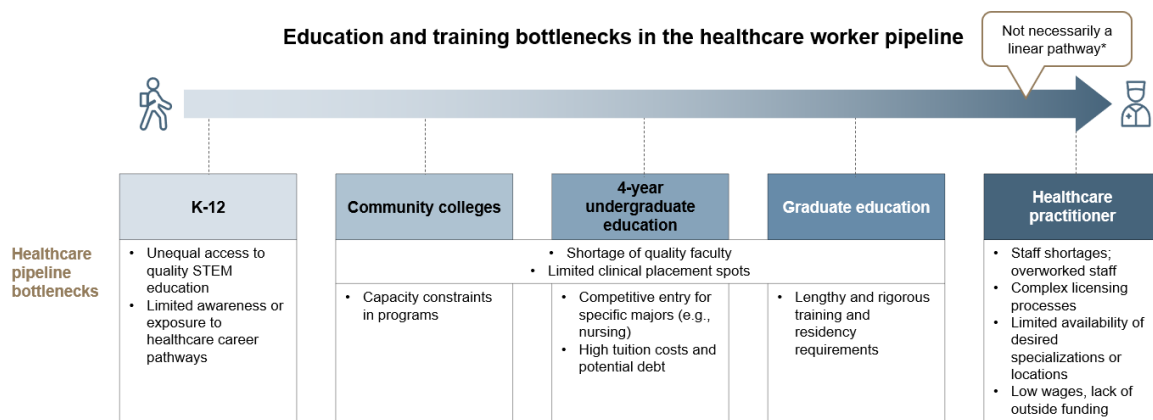 Education and training bottlenecks in the healthcare worker pipeline
Not necessarily a
linear pathway*
K-12
Community colleges
4-year
undergraduate
education
Graduate education
Healthcare
practitioner
Healthcare
pipeline
bottlenecks
• Unequal access to
quality STEM
education
• Limited awareness or
exposure to
healthcare career
pathways
• Shortage of quality faculty
• Limited clinical placement spots
• Capacity constraints
in programs
• Competitive entry for
specific majors (e.g.,
nursing)
• High tuition costs and
potential debt
• Lengthy and rigorous
training and
residency
requirements
• Staff shortages;
overworked staff
• Complex licensing
processes
• Limited availability of
desired
specializations or
locations
• Low wages, lack of
outside funding